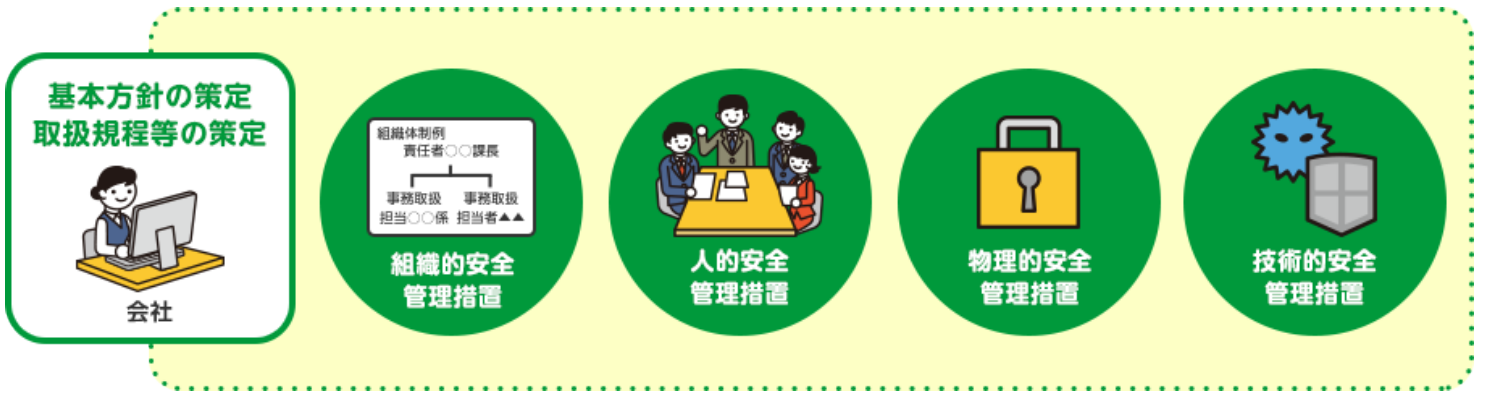 基本方針の策定
取扱規程等の策定
会社
組織体制例
責任者○○課長
事務取扱 事務取扱
担当○○係 担当者▲▲
組織的安全
管理措置
人的安全
管理措置
物理的安全
管理措置
技術的安全
管理措置